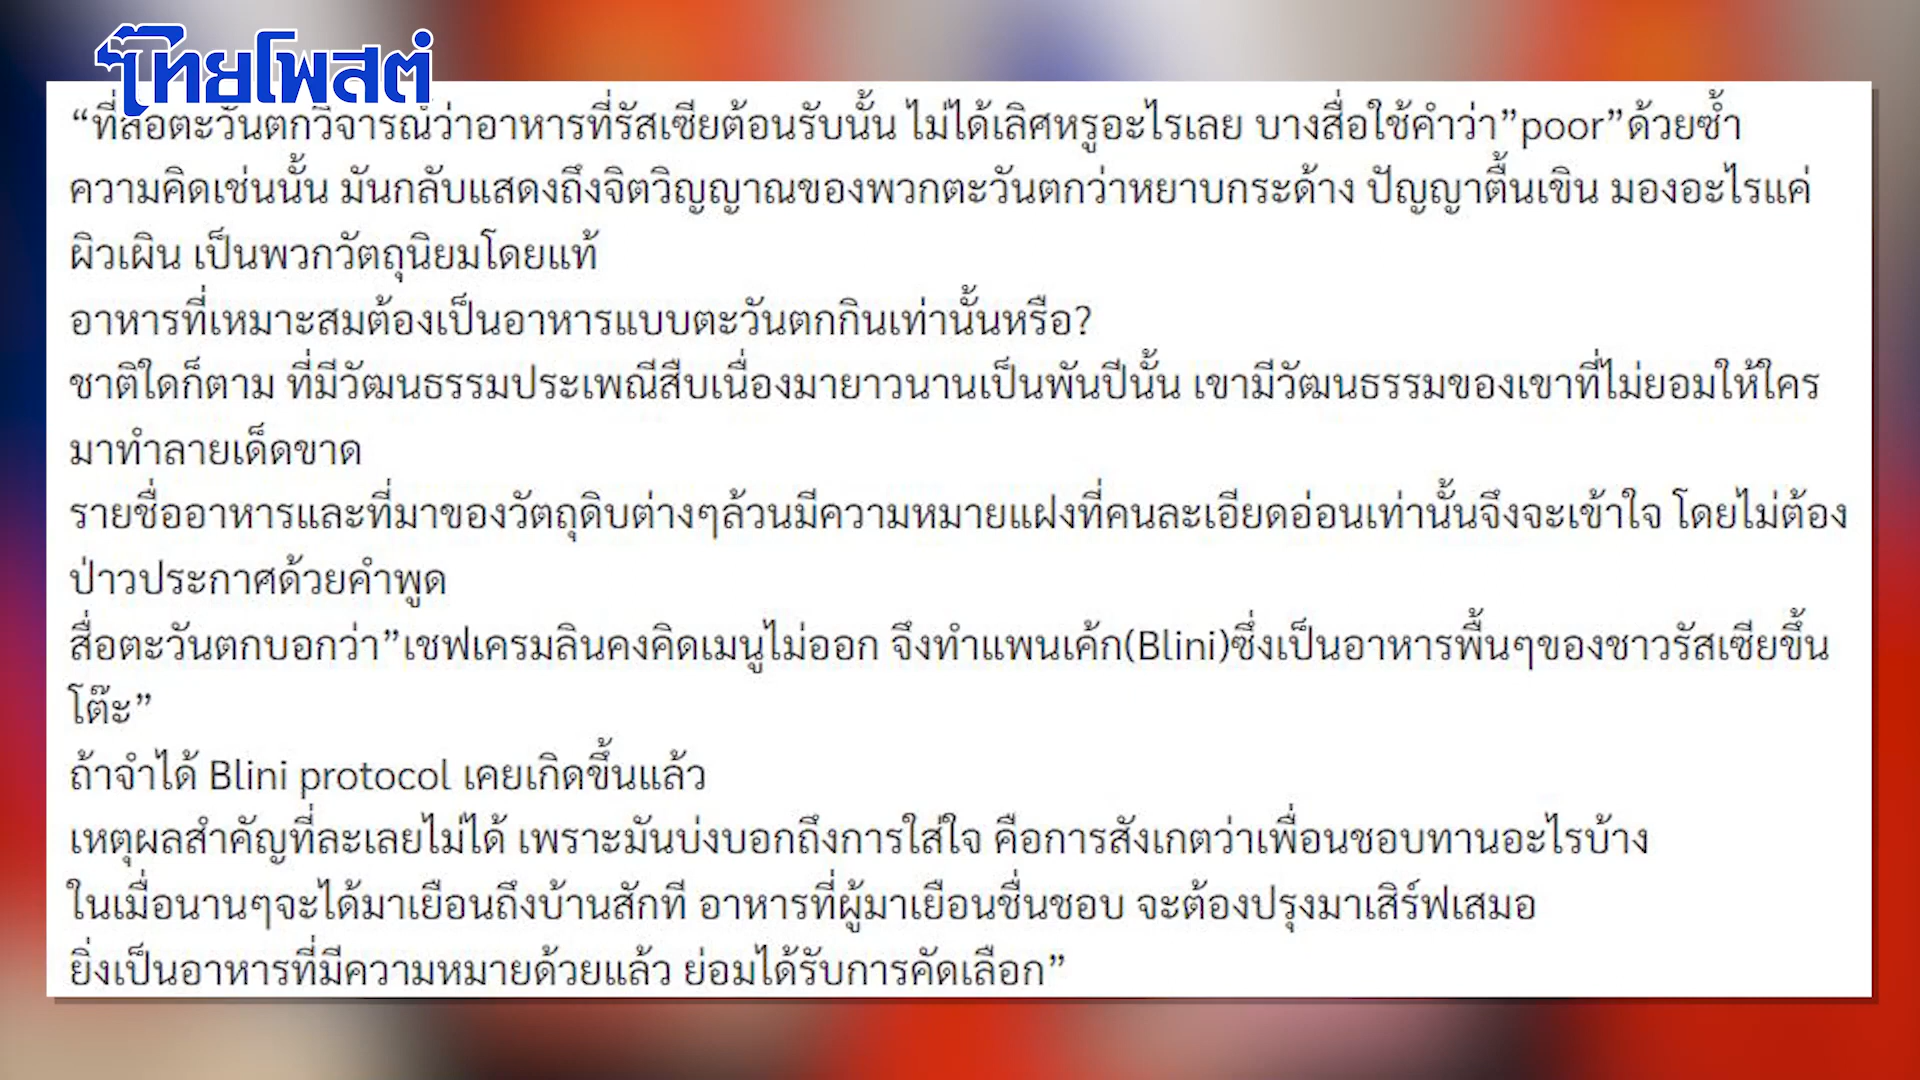 ไทยโพสต์
“ที่สื่อตะวันตกวิจารณ์ว่าอาหารที่รัสเซียต้อนรับนั้น ไม่ได้เลิศหรูอะไรเลย บางสื่อใช้คำว่า”poor”ด้วยซ้ำ
ความคิดเช่นนั้น มันกลับแสดงถึงจิตวิญญาณของพวกตะวันตกว่าหยาบกระด้าง ปัญญาตื้นเขิน มองอะไรแค่
ผิวเผิน เป็นพวกวัตถุนิยมโดยแท้
อาหารที่เหมาะสมต้องเป็นอาหารแบบตะวันตกกินเท่านั้นหรือ?
ชาติใดก็ตาม ที่มีวัฒนธรรมประเพณีสืบเนื่องมายาวนานเป็นพันปีนั้น เขามีวัฒนธรรมของเขาที่ไม่ยอมให้ใคร
มาทำลายเด็ดขาด
รายชื่ออาหารและที่มาของวัตถุดิบต่างๆล้วนมีความหมายแฝงที่คนละเอียดอ่อนเท่านั้นจึงจะเข้าใจ โดยไม่ต้อง
ป่าวประกาศด้วยคำพูด
สื่อตะวันตกบอกว่า”เชฟเครมลินคงคิดเมนูไม่ออก จึงทำแพนเค้ก(Blini)ซึ่งเป็นอาหารพื้นๆของชาวรัสเซียขึ้น
โต๊ะ”
ถ้าจำได้ Blini protocol เคยเกิดขึ้นแล้ว
เหตุผลสำคัญที่ละเลยไม่ได้ เพราะมันบ่งบอกถึงการใส่ใจ คือการสังเกตว่าเพื่อนชอบทานอะไรบ้าง
ในเมื่อนานๆจะได้มาเยือนถึงบ้านสักที อาหารที่ผู้มาเยือนชื่นชอบ จะต้องปรุงมาเสิร์ฟเสมอ
ยิ่งเป็นอาหารที่มีความหมายด้วยแล้ว ย่อมได้รับการคัดเลือก”